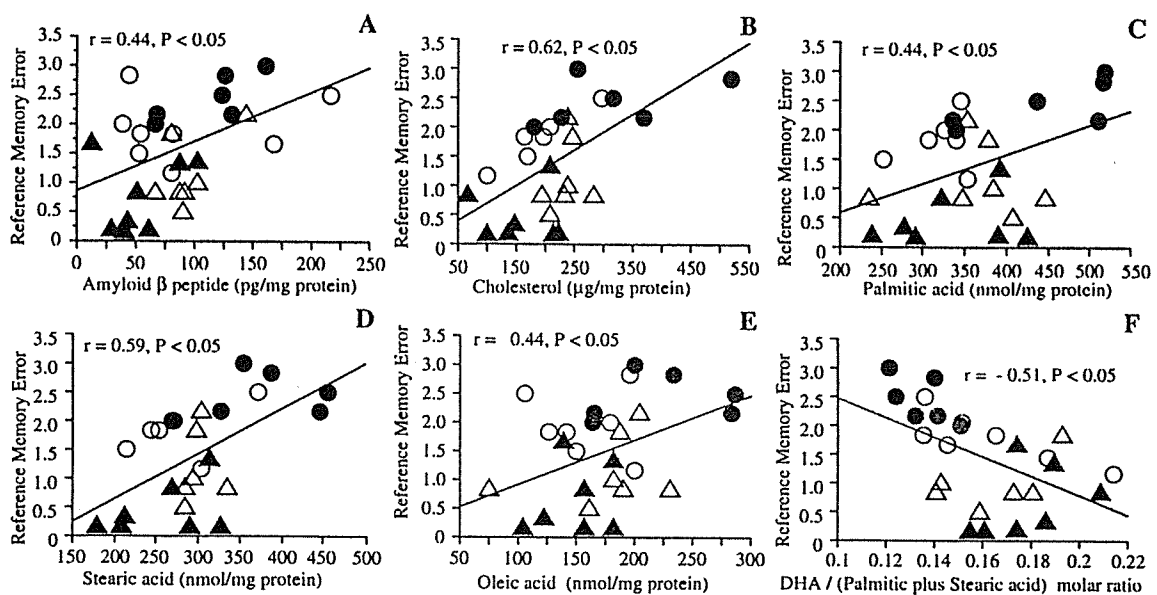 A
r = 0.44, P < 0.05
Reference Memory Error
3.5
3.0
2.5
2.0
1.5
1.0
0.5
0
0 50 100 150 200 250
Amyloid β peptide (pg/mg protein)
B
r = 0.62, P < 0.05
Reference Memory Error
3.5
3.0
2.5
2.0
1.5
1.0
0.5
0
50 150 250 350 450 550
Cholesterol (μg/mg protein)
C
r = 0.44, P < 0.05
Reference Memory Error
3.5
3.0
2.5
2.0
1.5
1.0
0.5
0
200 250 300 350 400 450 500 550
Palmitic acid (nmol/mg protein)
D
r = 0.59, P < 0.05
Reference Memory Error
3.5
3.0
2.5
2.0
1.5
1.0
0.5
0
150 200 250 300 350 400 450 500
Stearic acid (nmol/mg protein)
E
r = 0.44, P < 0.05
Reference Memory Error
3.5
3.0
2.5
2.0
1.5
1.0
0.5
0
50 100 150 200 250 300
Oleic acid (nmol/mg protein)
F
r = - 0.51, P < 0.05
Reference Memory Error
3.5
3.0
2.5
2.0
1.5
1.0
0.5
0
0.1 0.12 0.14 0.16 0.18 0.2 0.22
DHA / (Palmitic plus Stearic acid) molar ratio